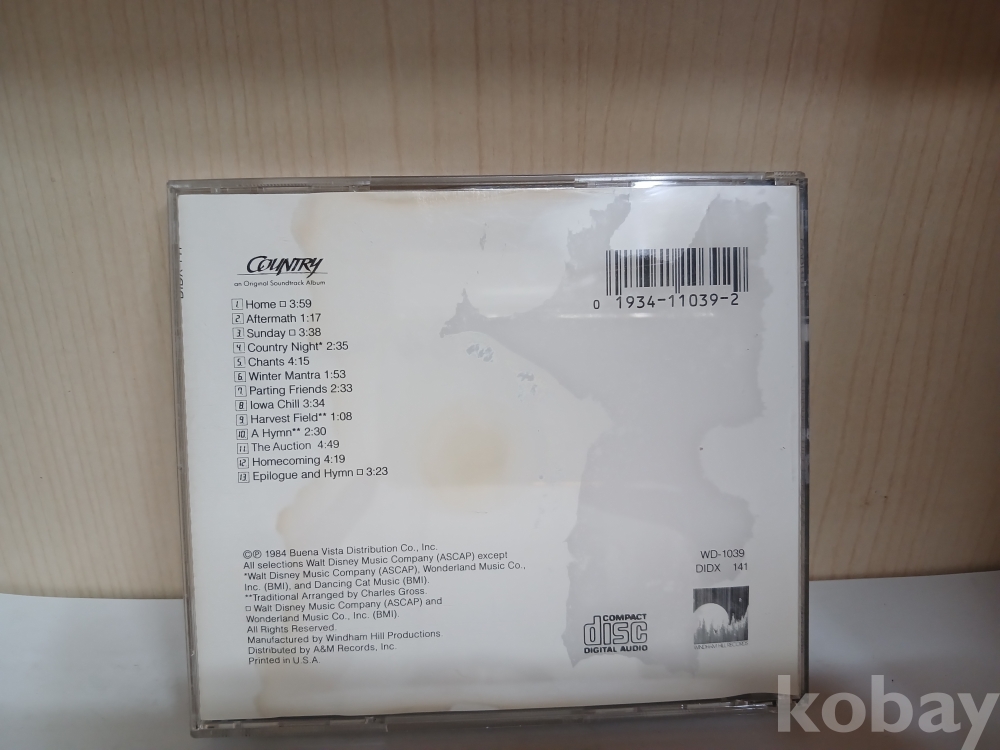 COUNTRY
an Original Soundtrack Album
1 Home □ 3:59
2 Aftermath 1:17
3 Sunday □ 3:38
4 Country Night* 2:35
5 Chants 4:15
6 Winter Mantra 1:53
7 Parting Friends 2:33
8 Iowa Chill 3:34
9 Harvest Field** 1:08
10 A Hymn** 2:30
11 The Auction 4:49
12 Homecoming 4:19
13 Epilogue and Hymn □ 3:23
0 1934-11039-2
©℗ 1984 Buena Vista Distribution Co., Inc.
All selections Walt Disney Music Company (ASCAP) except
*Walt Disney Music Company (ASCAP), Wonderland Music Co.,
Inc. (BMI), and Dancing Cat Music (BMI).
**Traditional Arranged by Charles Gross.
□ Walt Disney Music Company (ASCAP) and
Wonderland Music Co., Inc. (BMI).
All Rights Reserved.
Manufactured by Windham Hill Productions
Distributed by A&M Records, Inc.
Printed in U.S.A.
WD-1039
DIDX 141
COMPACT
disc
DIGITAL AUDIO
WINDHAM HILL RECORDS
kobay